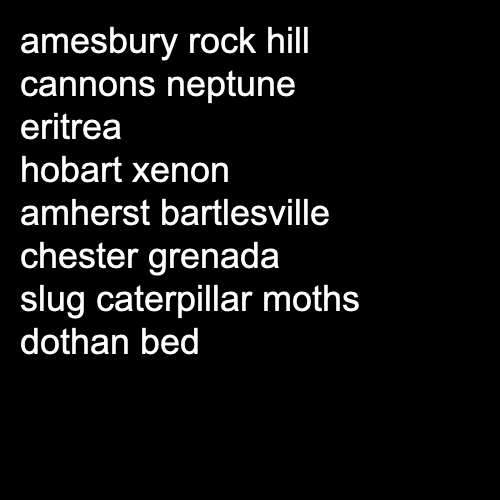 amesbury rock hill
cannons neptune
eritrea
hobart xenon
amherst bartlesville
chester grenada
slug caterpillar moths
dothan bed